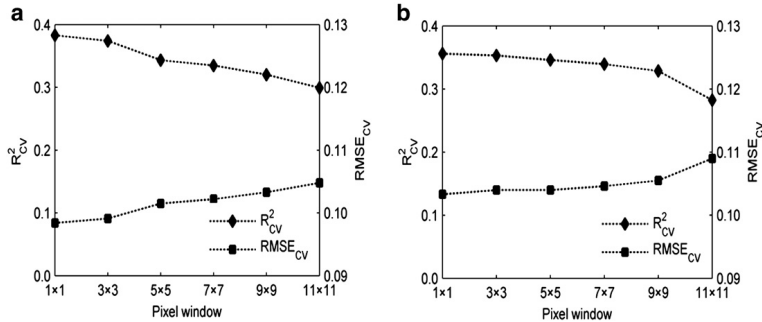 a
0.4
0.3
0.2
0.1
0.0
R²CV
0.13
0.12
0.11
0.10
0.09
RMSECV
R²CV
RMSECV
1×1 3×3 5×5 7×7 9×9 11×11
Pixel window
b
0.4
0.3
0.2
0.1
0.0
R²CV
0.13
0.12
0.11
0.10
0.09
RMSECV
R²CV
RMSECV
1×1 3×3 5×5 7×7 9×9 11×11
Pixel window